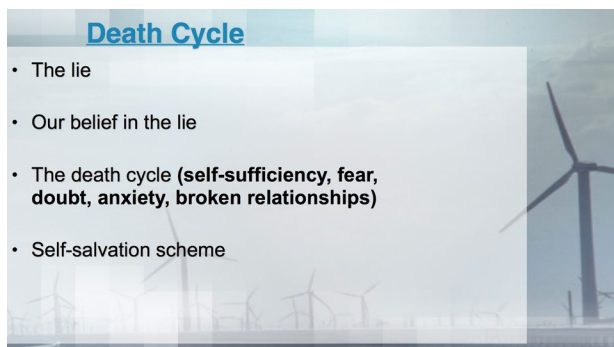 Death Cycle
• The lie
• Our belief in the lie
• The death cycle (self-sufficiency, fear,
doubt, anxiety, broken relationships)
• Self-salvation scheme